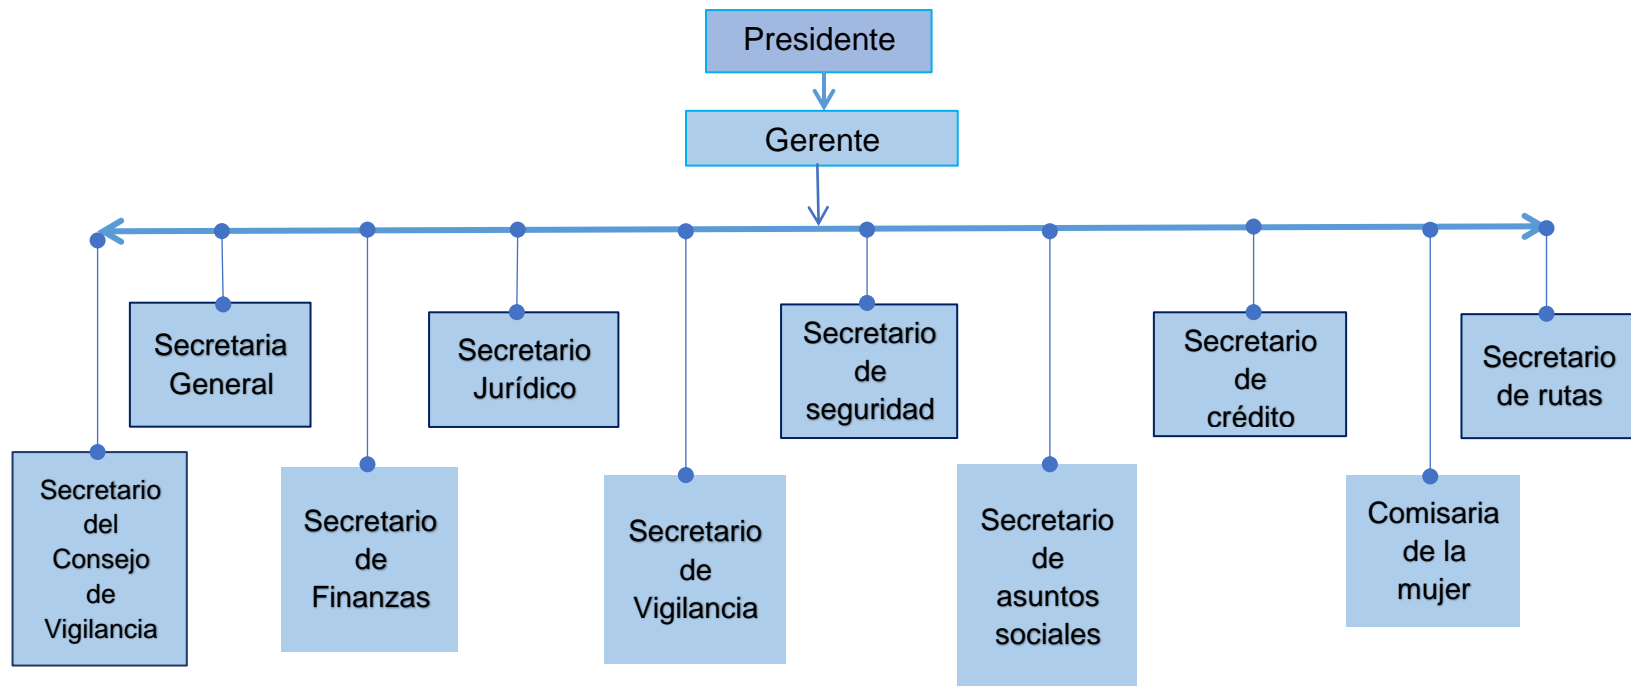 Presidente
Gerente
Secretaria
General
Secretario
Jurídico
Secretario
de
seguridad
Secretario
de
crédito
Secretario
de rutas
Secretario
del
Consejo
de
Vigilancia
Secretario
de
Finanzas
Secretario
de
Vigilancia
Secretario
de
asuntos
sociales
Comisaria
de la
mujer